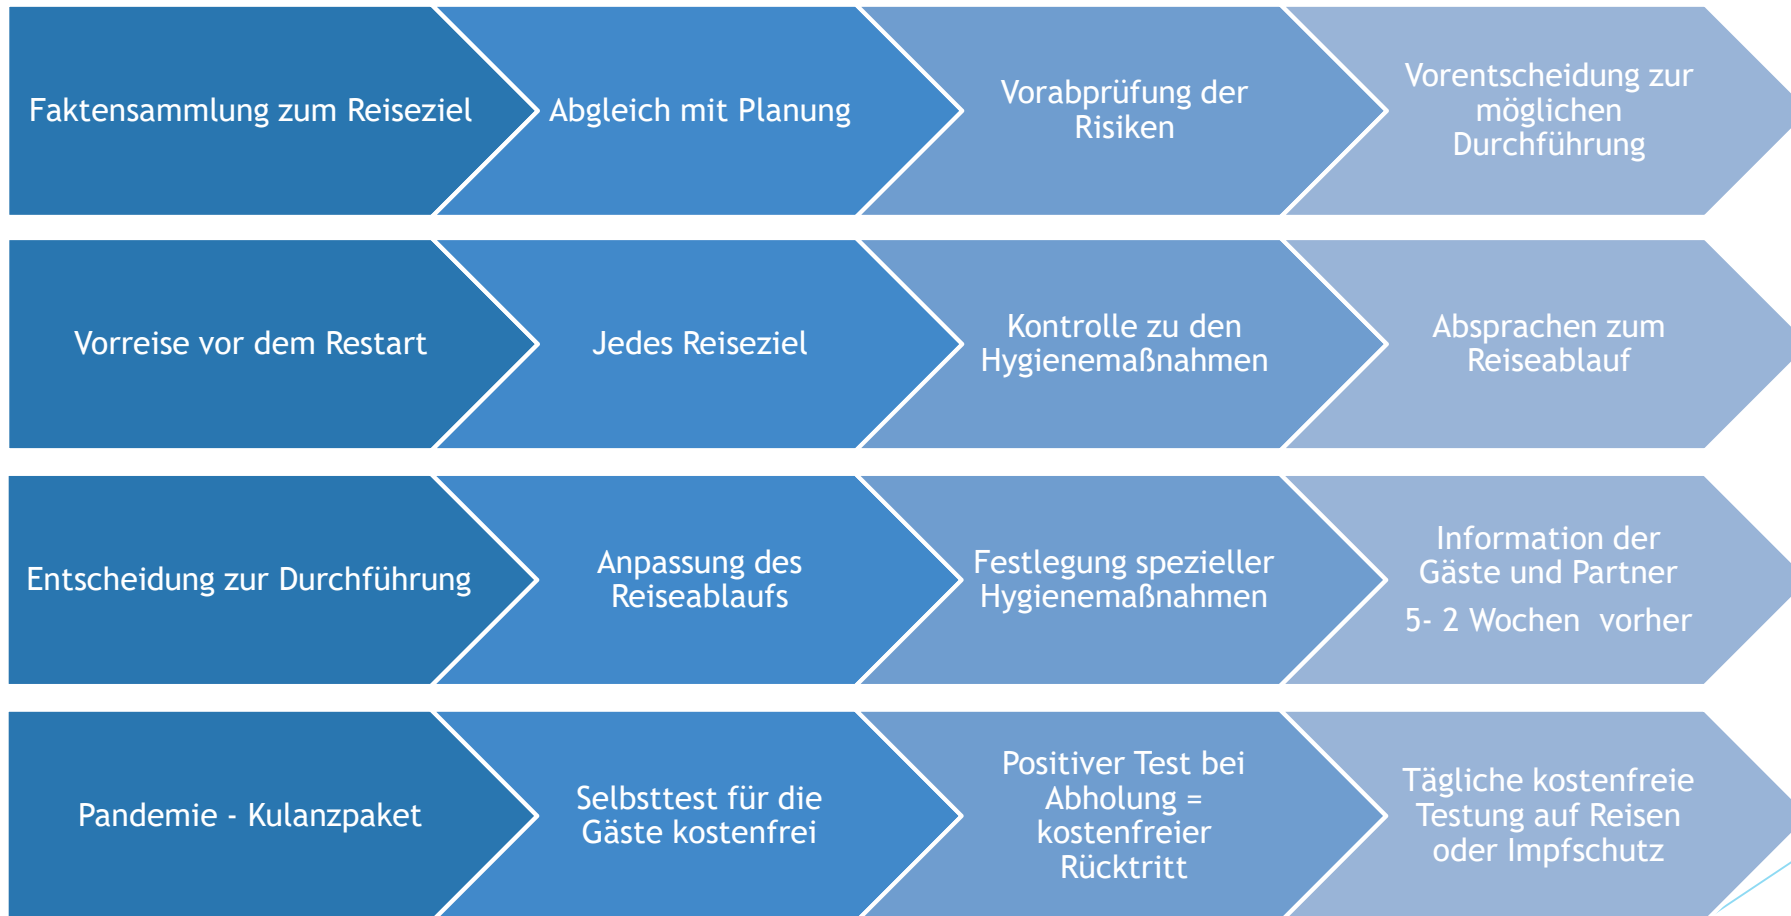 Faktensammlung zum Reiseziel
Abgleich mit Planung
Vorabprüfung der
Risiken
Vorentscheidung zur
möglichen
Durchführung
Vorreise vor dem Restart
Jedes Reiseziel
Kontrolle zu den
Hygienemaßnahmen
Absprachen zum
Reiseablauf
Entscheidung zur Durchführung
Anpassung des
Reiseablaufs
Festlegung spezieller
Hygienemaßnahmen
Information der
Gäste und Partner
5- 2 Wochen vorher
Pandemie - Kulanzpaket
Selbsttest für die
Gäste kostenfrei
Positiver Test bei
Abholung =
kostenfreier
Rücktritt
Tägliche kostenfreie
Testung auf Reisen
oder Impfschutz